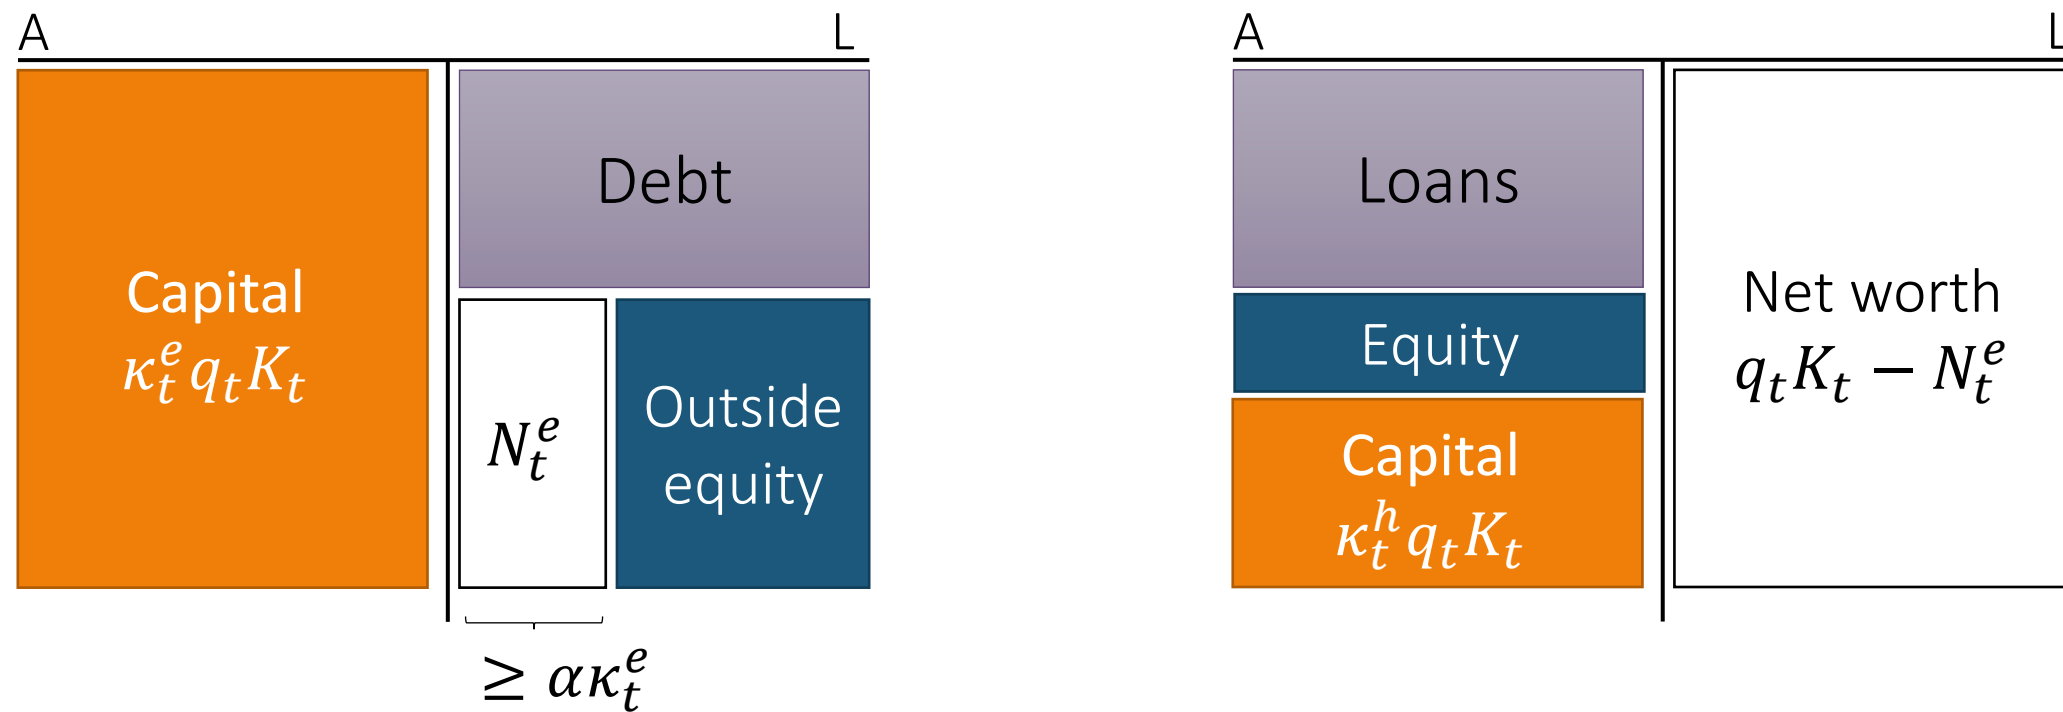 A L
Capital
κ_t^e q_t K_t
Debt
N_t^e
Outside
equity
≥ ακ_t^e
A L
Loans
Equity
Capital
κ_t^h q_t K_t
Net worth
q_t K_t − N_t^e